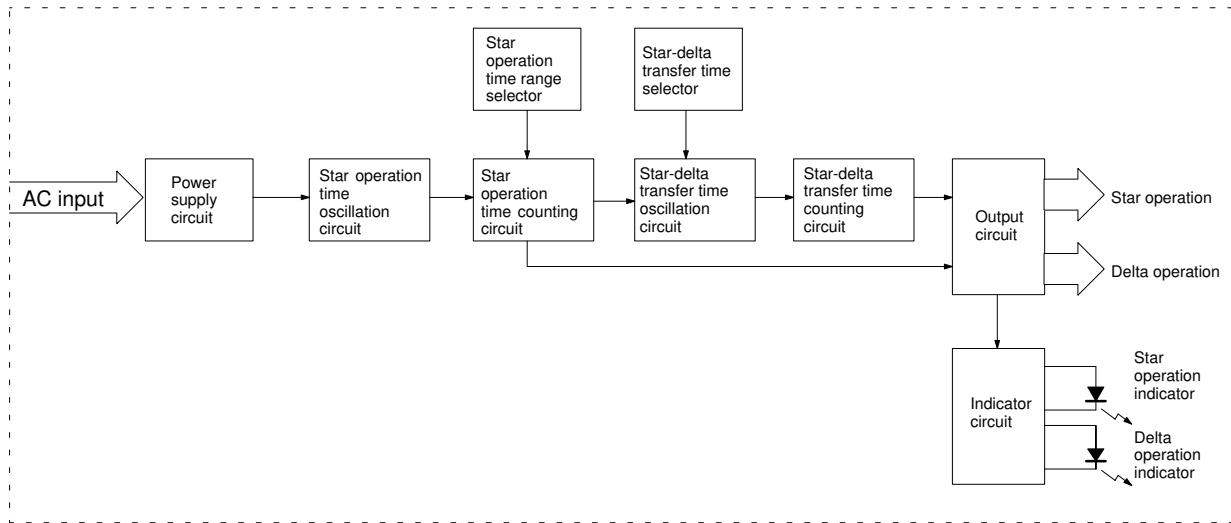 Star
operation
time range
selector
Star-delta
transfer time
selector
AC input
Power
supply
circuit
Star operation
time
oscillation
circuit
Star
operation
time counting
circuit
Star-delta
transfer time
oscillation circuit
Star-delta
transfer time
counting
circuit
Output
circuit
Star operation
Delta operation
Indicator
circuit
Star
operation
indicator
Delta
operation
indicator